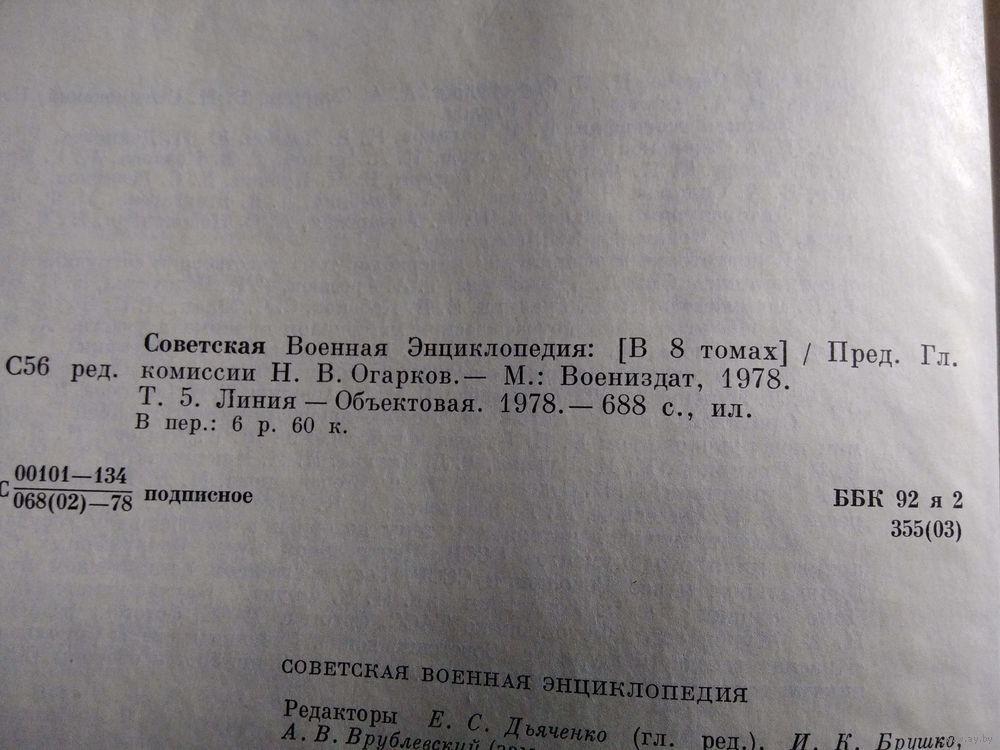 Советская Военная Энциклопедия: [В 8 томах] / Пред. Гл.
С56 ред. комиссии Н. В. Огарков.— М.: Воениздат, 1978.
Т. 5. Линия — Объектовая. 1978.— 688 с., ил.
В пер.: 6 р. 60 к.
С 00101—134
068(02)—78 подписное
ББК 92 я 2
355(03)
СОВЕТСКАЯ ВОЕННАЯ ЭНЦИКЛОПЕДИЯ
Редакторы Е. С. Дьяченко (гл. ред.), И. К. Брушко,
А. В. Врублевский